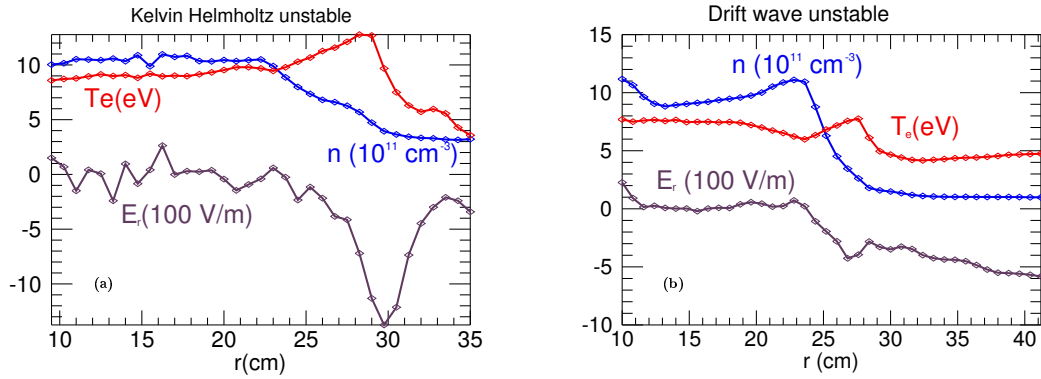 Kelvin Helmholtz unstable
10
5
0
-5
-10
Te(eV)
n (10¹¹ cm⁻³)
Eᵣ(100 V/m)
(a)
10 15 20 25 30 35
r(cm)
Drift wave unstable
15
10
5
0
-5
-10
n (10¹¹ cm⁻³)
Tₑ(eV)
Eᵣ (100 V/m)
(b)
10 15 20 25 30 35 40
r (cm)